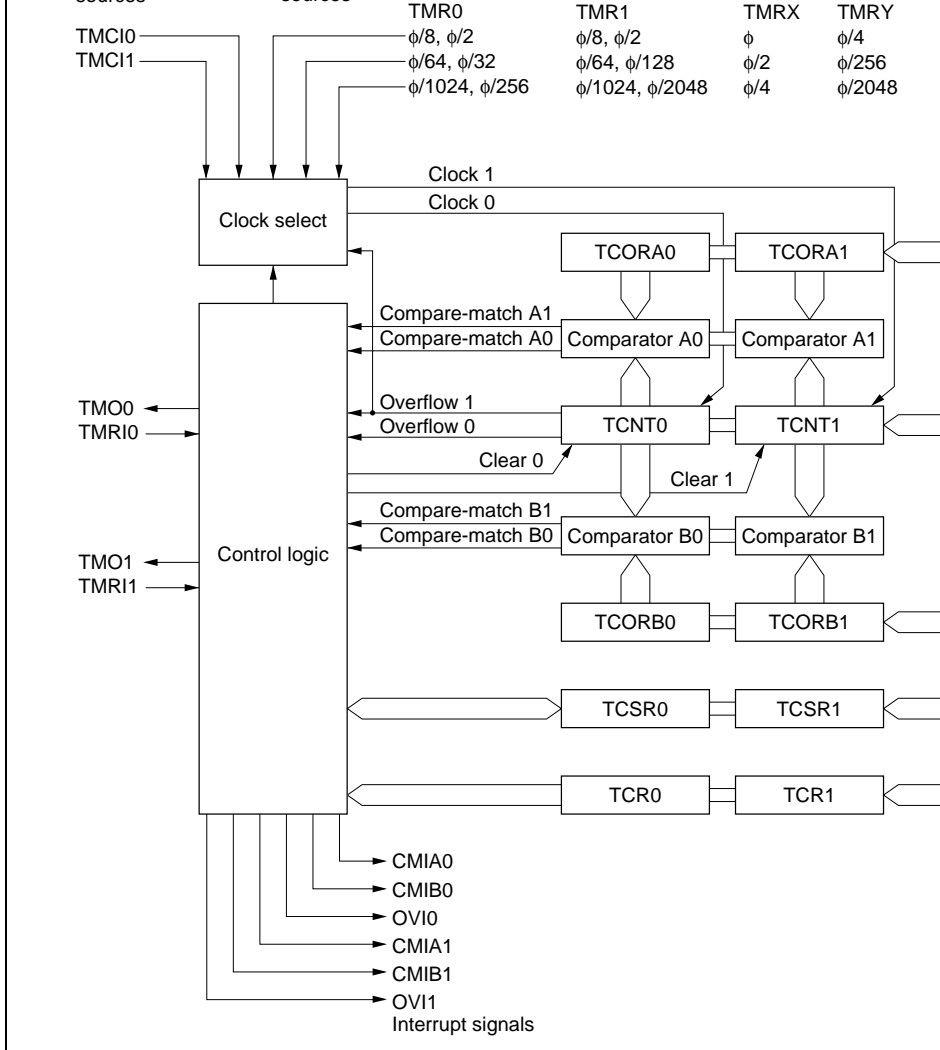 TMR0 TMR1 TMRX TMRY
TMCI0 ϕ/8, ϕ/2 ϕ/8, ϕ/2 ϕ ϕ/4
TMCI1 ϕ/64, ϕ/32 ϕ/64, ϕ/128 ϕ/2 ϕ/256
ϕ/1024, ϕ/256 ϕ/1024, ϕ/2048 ϕ/4 ϕ/2048
Clock 1
Clock 0
Clock select
TCORA0 TCORA1
Compare-match A1
Compare-match A0
Comparator A0 Comparator A1
TMO0
TMRI0
Overflow 1
Overflow 0
TCNT0 TCNT1
Clear 0
Clear 1
Compare-match B1
Compare-match B0
Comparator B0 Comparator B1
Control logic
TMO1
TMRI1
TCORB0 TCORB1
TCSR0 TCSR1
TCR0 TCR1
CMIA0
CMIB0
OVI0
CMIA1
CMIB1
OVI1
Interrupt signals